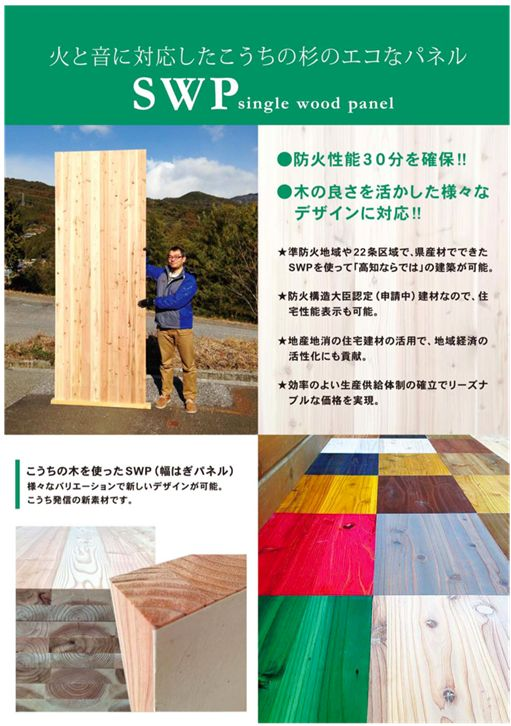 火と音に対応したこうちの杉のエコなパネル
SWP single wood panel
●防火性能30分を確保!!
●木の良さを活かした様々な
デザインに対応!!
★準防火地域や22条区域で、県産材でできた
SWPを使って「高知ならでは」の建築が可能。
★防火構造大臣認定（申請中）建材なので、住
宅性能表示も可能。
★地産地消の住宅建材の活用で、地域経済の
活性化にも貢献。
★効率のよい生産供給体制の確立でリーズナ
ブルな価格を実現。
こうちの木を使ったSWP（幅はぎパネル）
様々なバリエーションで新しいデザインが可能。
こうち発信の新素材です。